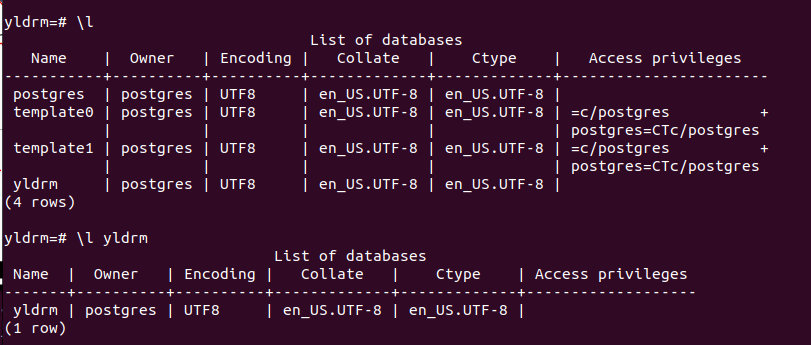 yldrm=# \l
                                  List of databases
   Name    |  Owner   | Encoding |   Collate   |    Ctype    |   Access privileges
-----------+----------+----------+-------------+-------------+-----------------------
 postgres  | postgres | UTF8     | en_US.UTF-8 | en_US.UTF-8 |
 template0 | postgres | UTF8     | en_US.UTF-8 | en_US.UTF-8 | =c/postgres          +
           |          |          |             |             | postgres=CTc/postgres
 template1 | postgres | UTF8     | en_US.UTF-8 | en_US.UTF-8 | =c/postgres          +
           |          |          |             |             | postgres=CTc/postgres
 yldrm     | postgres | UTF8     | en_US.UTF-8 | en_US.UTF-8 |
(4 rows)
yldrm=# \l yldrm
                              List of databases
 Name  |  Owner   | Encoding |   Collate   |    Ctype    | Access privileges
-------+----------+----------+-------------+-------------+-------------------
 yldrm | postgres | UTF8     | en_US.UTF-8 | en_US.UTF-8 |
(1 row)